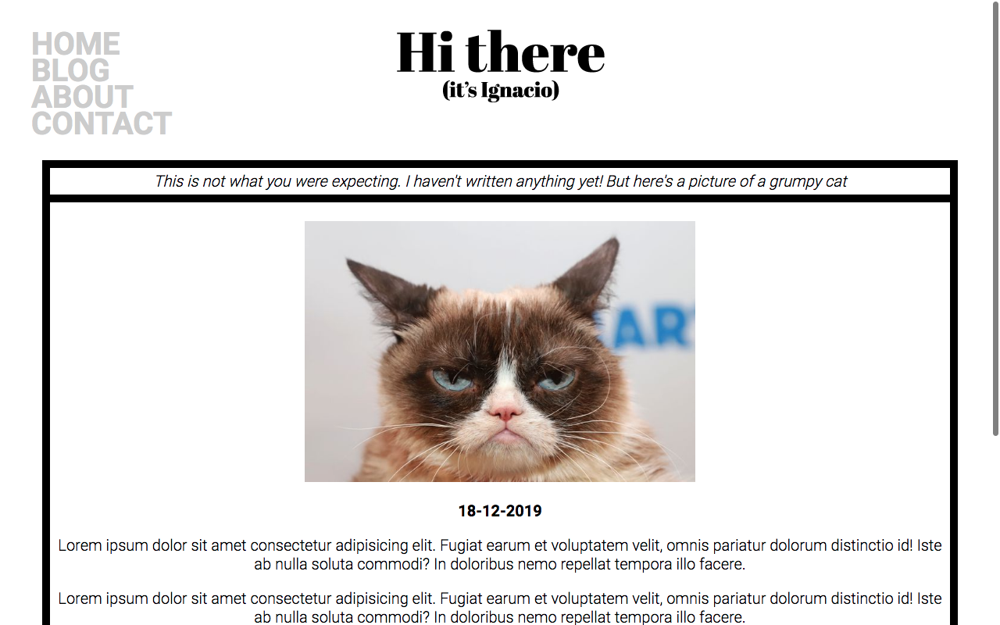 HOME
BLOG
ABOUT
CONTACT
Hi there
(it’s Ignacio)
This is not what you were expecting. I haven't written anything yet! But here's a picture of a grumpy cat
EAR
18-12-2019
Lorem ipsum dolor sit amet consectetur adipisicing elit. Fugiat earum et voluptatem velit, omnis pariatur dolorum distinctio id! Iste
ab nulla soluta commodi? In doloribus nemo repellat tempora illo facere.
Lorem ipsum dolor sit amet consectetur adipisicing elit. Fugiat earum et voluptatem velit, omnis pariatur dolorum distinctio id! Iste
ab nulla soluta commodi? In doloribus nemo repellat tempora illo facere.